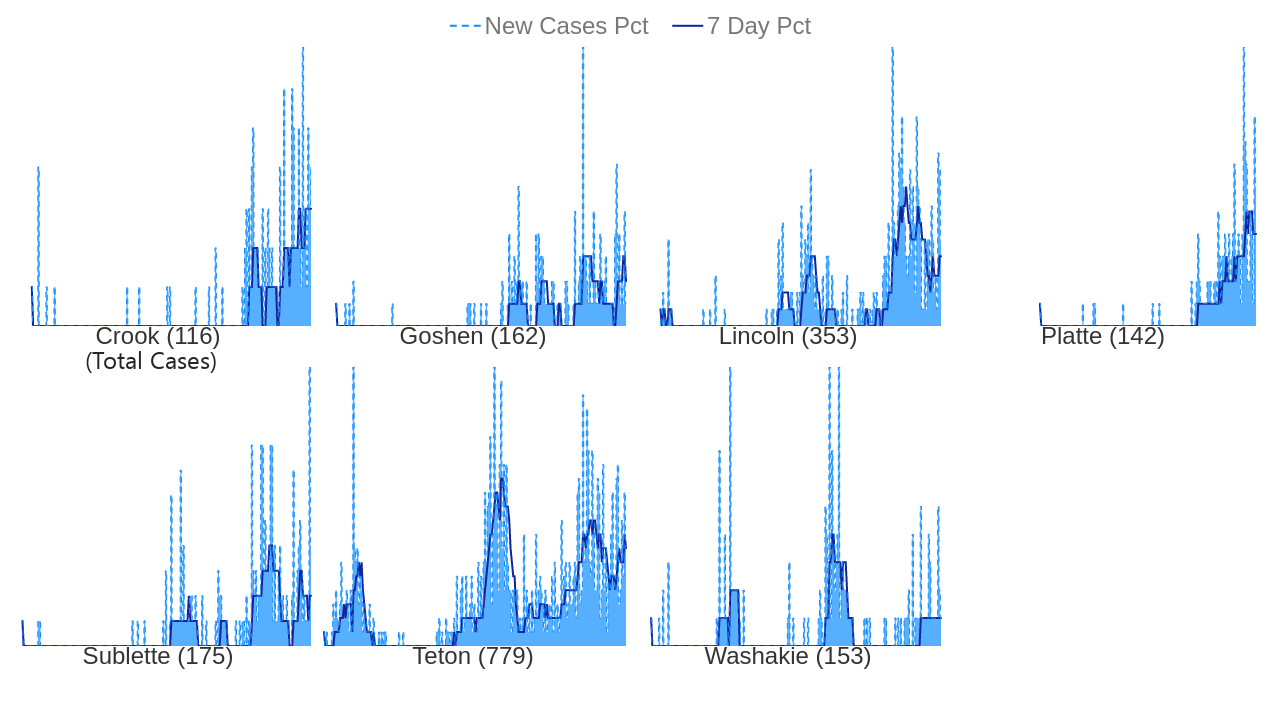 New Cases Pct 7 Day Pct
Crook (116) Goshen (162) Lincoln (353) Platte (142)
(Total Cases)
Sublette (175) Teton (779) Washakie (153)